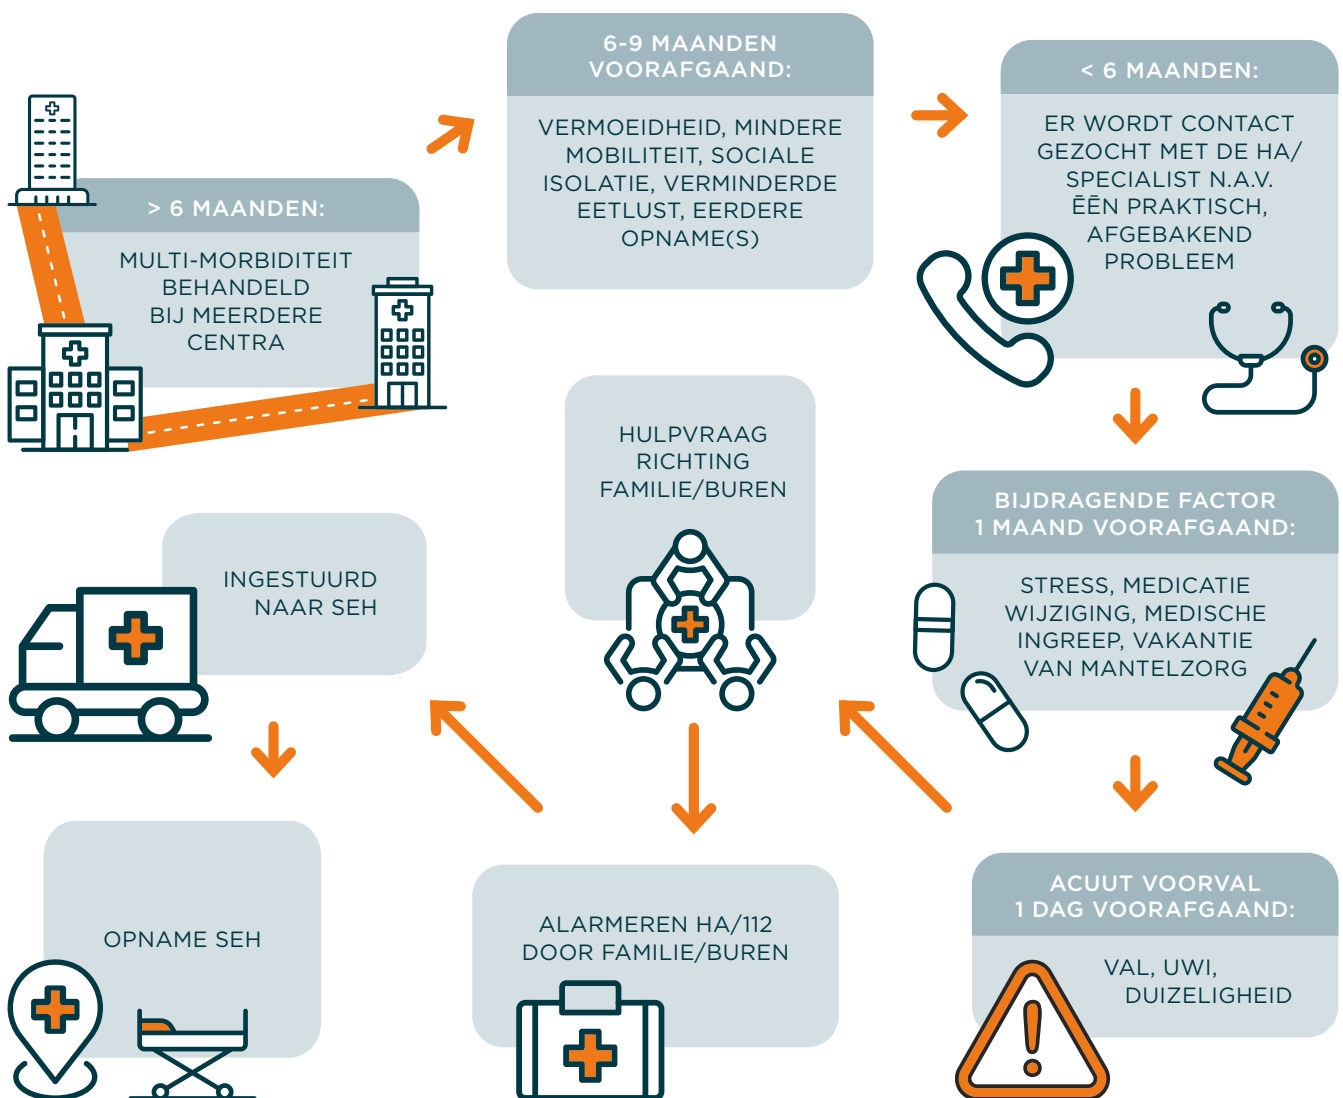 > 6 MAANDEN:
MULTI-MORBIDITEIT
BEHANDELD
BIJ MEERDERE
CENTRA
6-9 MAANDEN
VOORAFGAAND:
VERMOEIDHEID, MINDERE
MOBILITEIT, SOCIALE
ISOLATIE, VERMINDERDE
EETLUST, EERDERE
OPNAME(S)
< 6 MAANDEN:
ER WORDT CONTACT
GEZOCHT MET DE HA/
SPECIALIST N.A.V.
ĒĒN PRAKTISCH,
AFGEBAKEND
PROBLEEM
BIJDRAGENDE FACTOR
1 MAAND VOORAFGAAND:
STRESS, MEDICATIE
WIJZIGING, MEDISCHE
INGREEP, VAKANTIE
VAN MANTELZORG
ACUUT VOORVAL
1 DAG VOORAFGAAND:
VAL, UWI,
DUIZELIGHEID
HULPVRAAG
RICHTING
FAMILIE/BUREN
ALARMEREN HA/112
DOOR FAMILIE/BUREN
INGESTUURD
NAAR SEH
OPNAME SEH